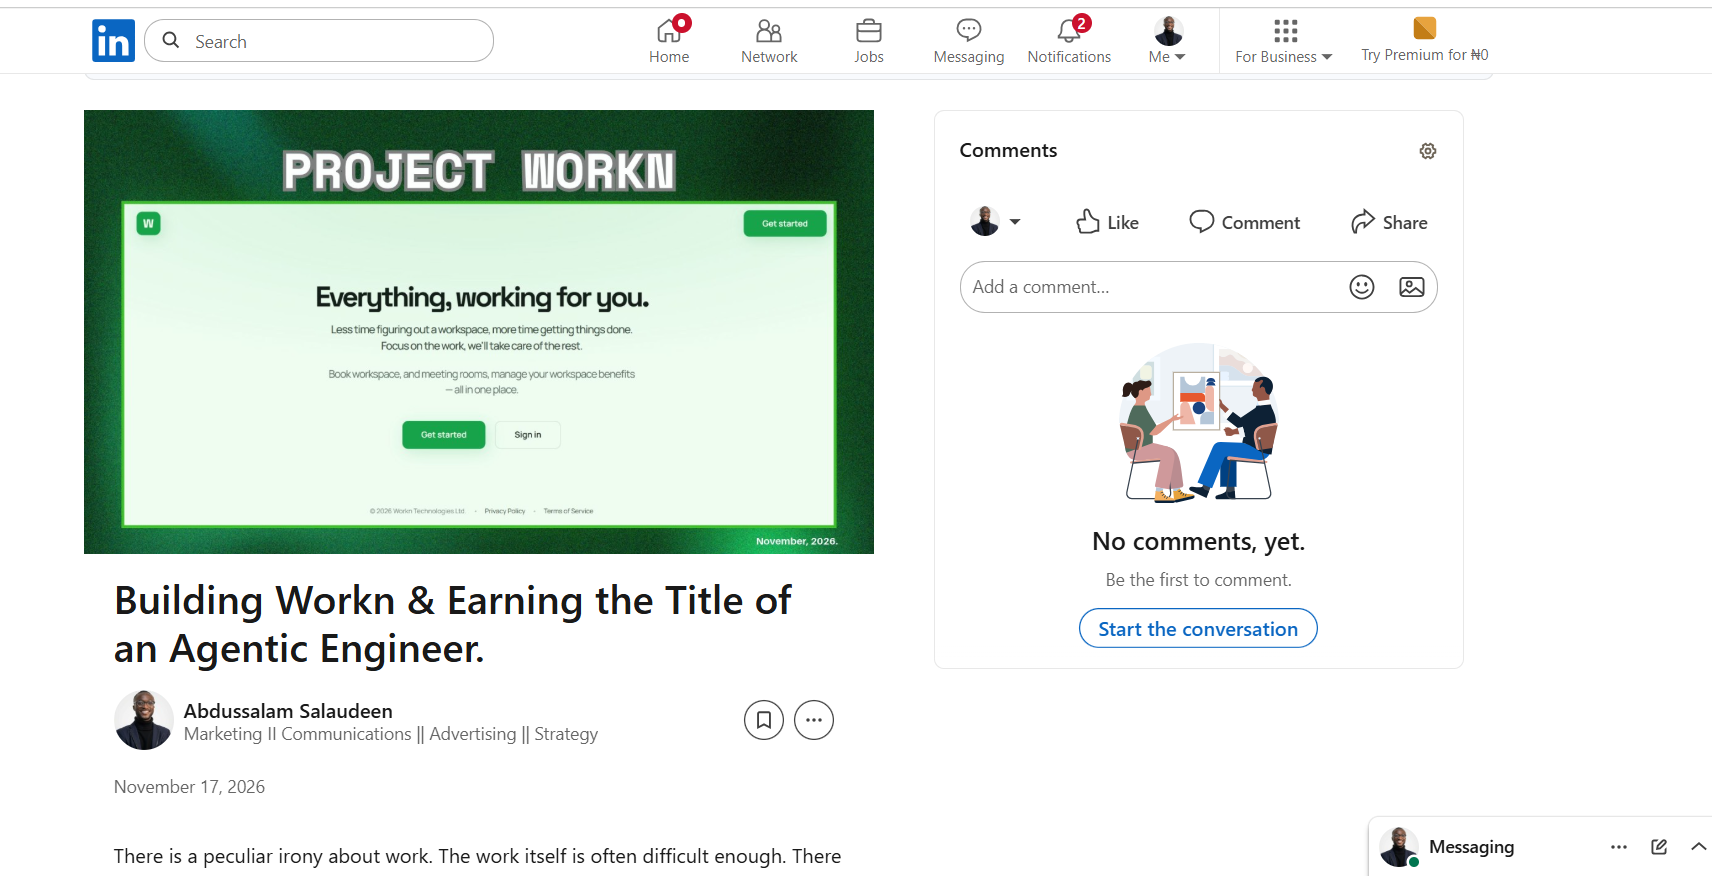 in
Search
Home
Network
Jobs
Messaging
2
Notifications
Me
For Business
Try Premium for ₦0
PROJECT WORKN
W
Get started
Everything, working for you.
Less time figuring out a workspace, more time getting things done.
Focus on the work, we'll take care of the rest.
Book workspace, and meeting rooms, manage your workspace benefits
— all in one place.
Get started
Sign in
© 2026 Workn Technologies Ltd. · Privacy Policy · Terms of Service
November, 2026.
Building Workn & Earning the Title of
an Agentic Engineer.
Abdussalam Salaudeen
Marketing II Communications || Advertising || Strategy
November 17, 2026
There is a peculiar irony about work. The work itself is often difficult enough. There
Comments
Like
Comment
Share
Add a comment...
No comments, yet.
Be the first to comment.
Start the conversation
Messaging